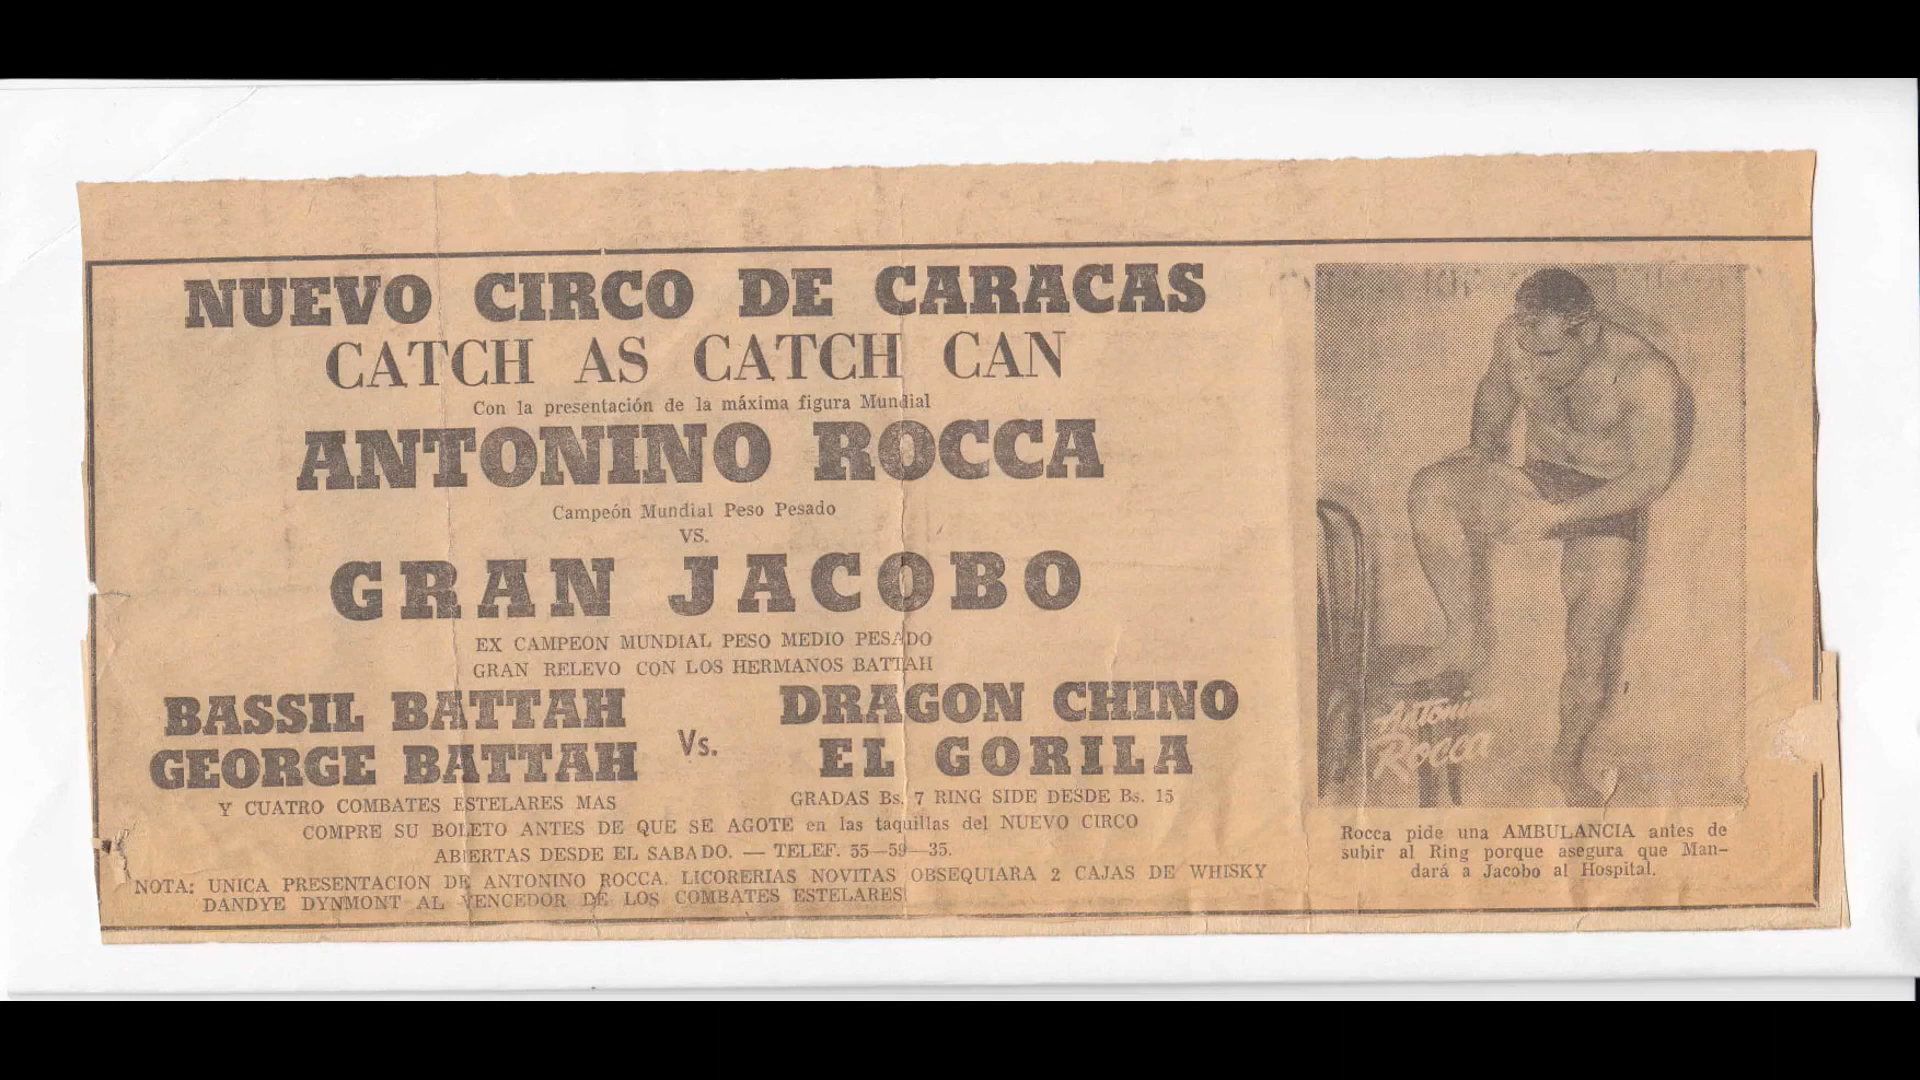 NUEVO CIRCO DE CARACAS
CATCH AS CATCH CAN
Con la presentación de la máxima figura Mundial
ANTONINO ROCCA
Campeón Mundial Peso Pesado
VS.
GRAN JACOBO
EX CAMPEON MUNDIAL PESO MEDIO PESADO
GRAN RELEVO CON LOS HERMANOS BATTAH
BASSIL BATTAH
GEORGE BATTAH
Vs.
DRAGON CHINO
EL GORILA
Y CUATRO COMBATES ESTELARES MAS
GRADAS Bs. 7 RING SIDE DESDE Bs. 15
COMPRE SU BOLETO ANTES DE QUE SE AGOTE en las taquillas del NUEVO CIRCO
ABIERTAS DESDE EL SABADO. — TELEF. 55—59—35.
NOTA: UNICA PRESENTACION DE ANTONINO ROCCA. LICORERIAS NOVITAS OBSEQUIARA 2 CAJAS DE WHISKY
DANDYE DYNMONT AL VENCEDOR DE LOS COMBATES ESTELARES
Antonino
Rocca
Rocca pide una AMBULANCIA antes de
subir al Ring porque asegura que Man-
dará a Jacobo al Hospital.